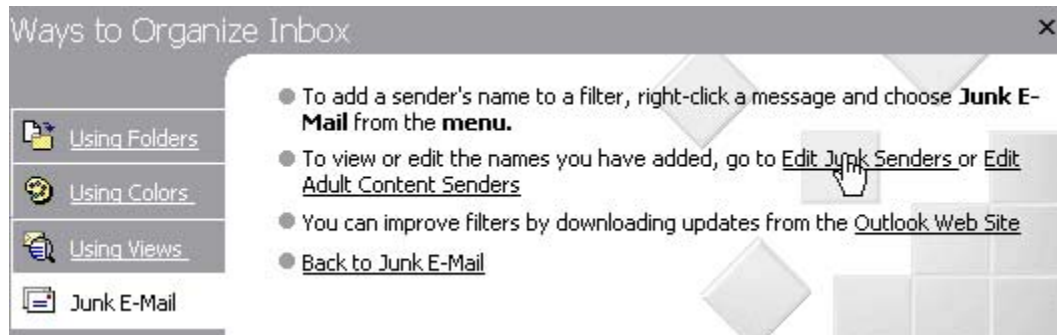 Ways to Organize Inbox
Using Folders
Using Colors
Using Views
Junk E-Mail
To add a sender's name to a filter, right-click a message and choose Junk E-
Mail from the menu.
To view or edit the names you have added, go to Edit Junk Senders or Edit
Adult Content Senders
You can improve filters by downloading updates from the Outlook Web Site
Back to Junk E-Mail